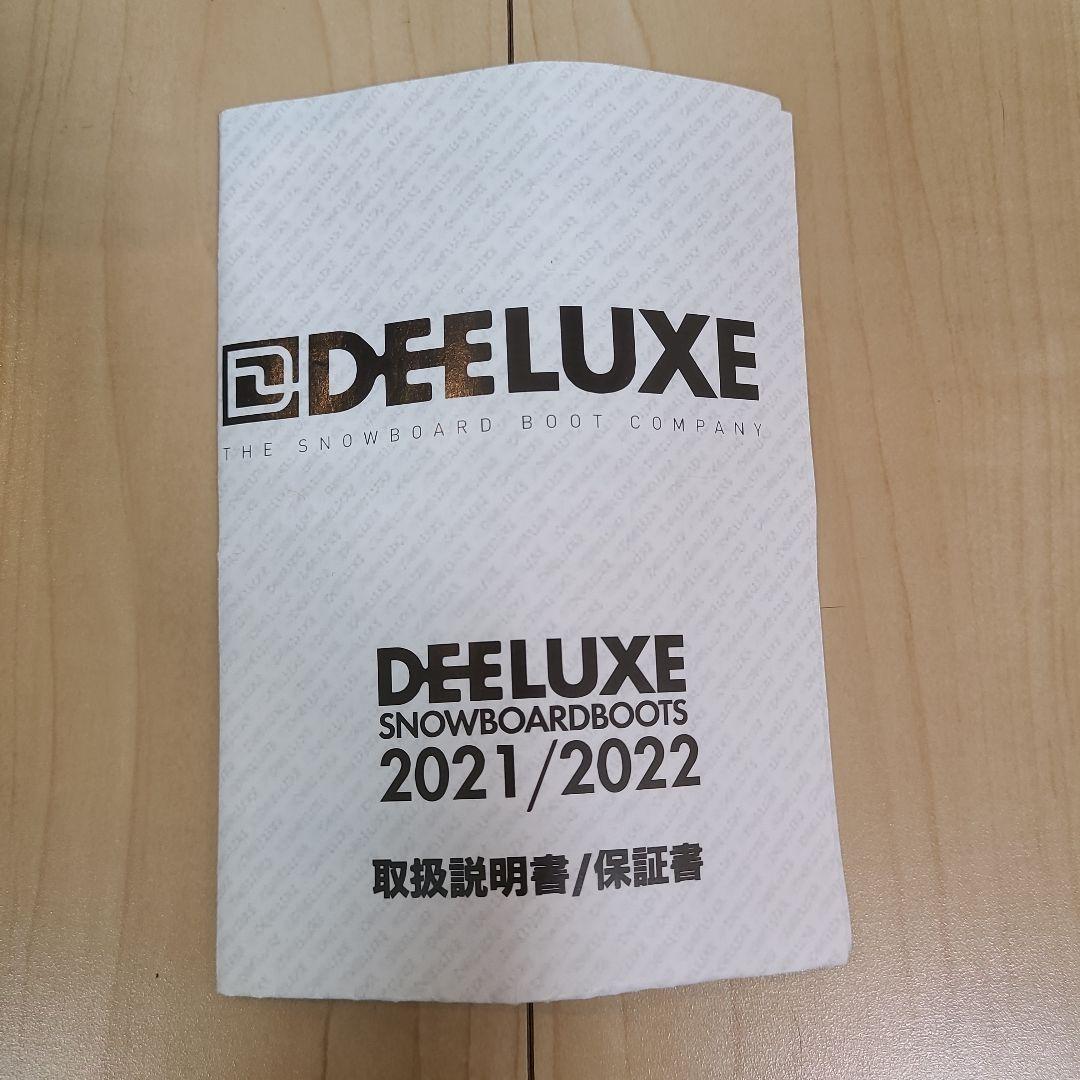 DEELUXE
THE SNOWBOARD BOOT COMPANY
DEELUXE
SNOWBOARDBOOTS
2021/2022
取扱説明書/保証書